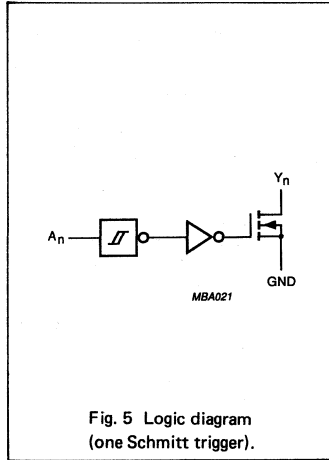 Yn
An
MBA021
GND
Fig. 5 Logic diagram
(one Schmitt trigger).